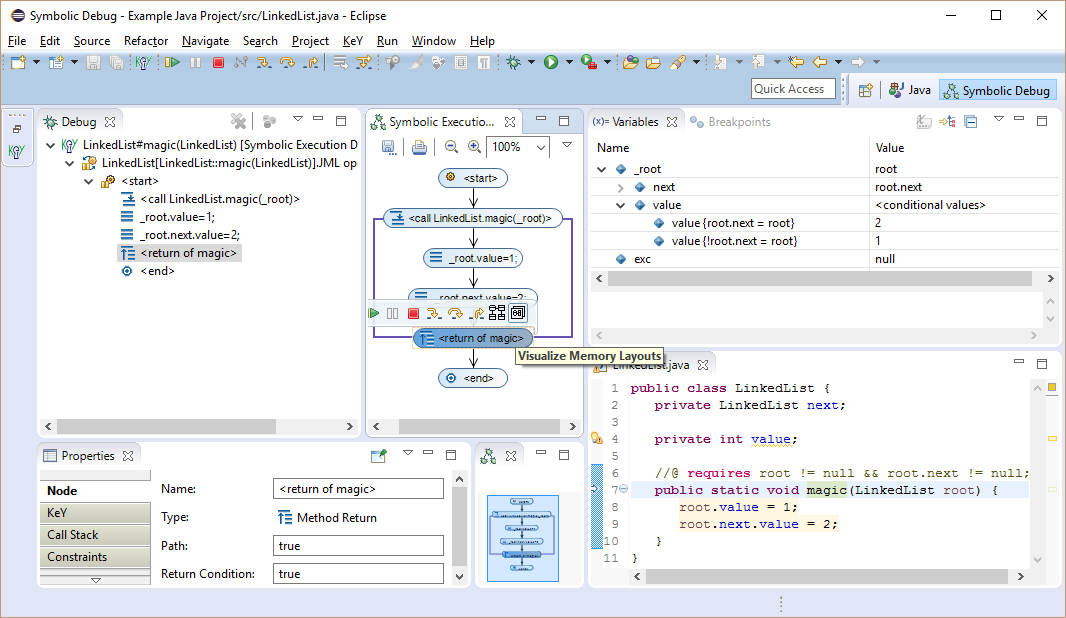 Symbolic Debug - Example Java Project/src/LinkedList.java - Eclipse
File Edit Source Refactor Navigate Search Project KeY Run Window Help
Quick Access
Java
Symbolic Debug
Debug
LinkedList#magic(LinkedList) [Symbolic Execution D
LinkedList[LinkedList::magic(LinkedList)]JML op
<start>
<call LinkedList.magic(_root)>
_root.value=1;
_root.next.value=2;
<return of magic>
<end>
Symbolic Executio...
100%
<start>
<call LinkedList.magic(_root)>
_root.value=1;
_root.next.value=2;
<return of magic>
<end>
Visualize Memory Layouts
(x)= Variables
Breakpoints
Name Value
_root root
next root.next
value <conditional values>
value {root.next = root} 2
value {!root.next = root} 1
exc null
LinkedList.java
1 public class LinkedList {
2 private LinkedList next;
3
4 private int value;
5
6 //@ requires root != null && root.next != null;
7 public static void magic(LinkedList root) {
8 root.value = 1;
9 root.next.value = 2;
10 }
11 }
Properties
Node
KeY
Call Stack
Constraints
Name: <return of magic>
Type: Method Return
Path: true
Return Condition: true